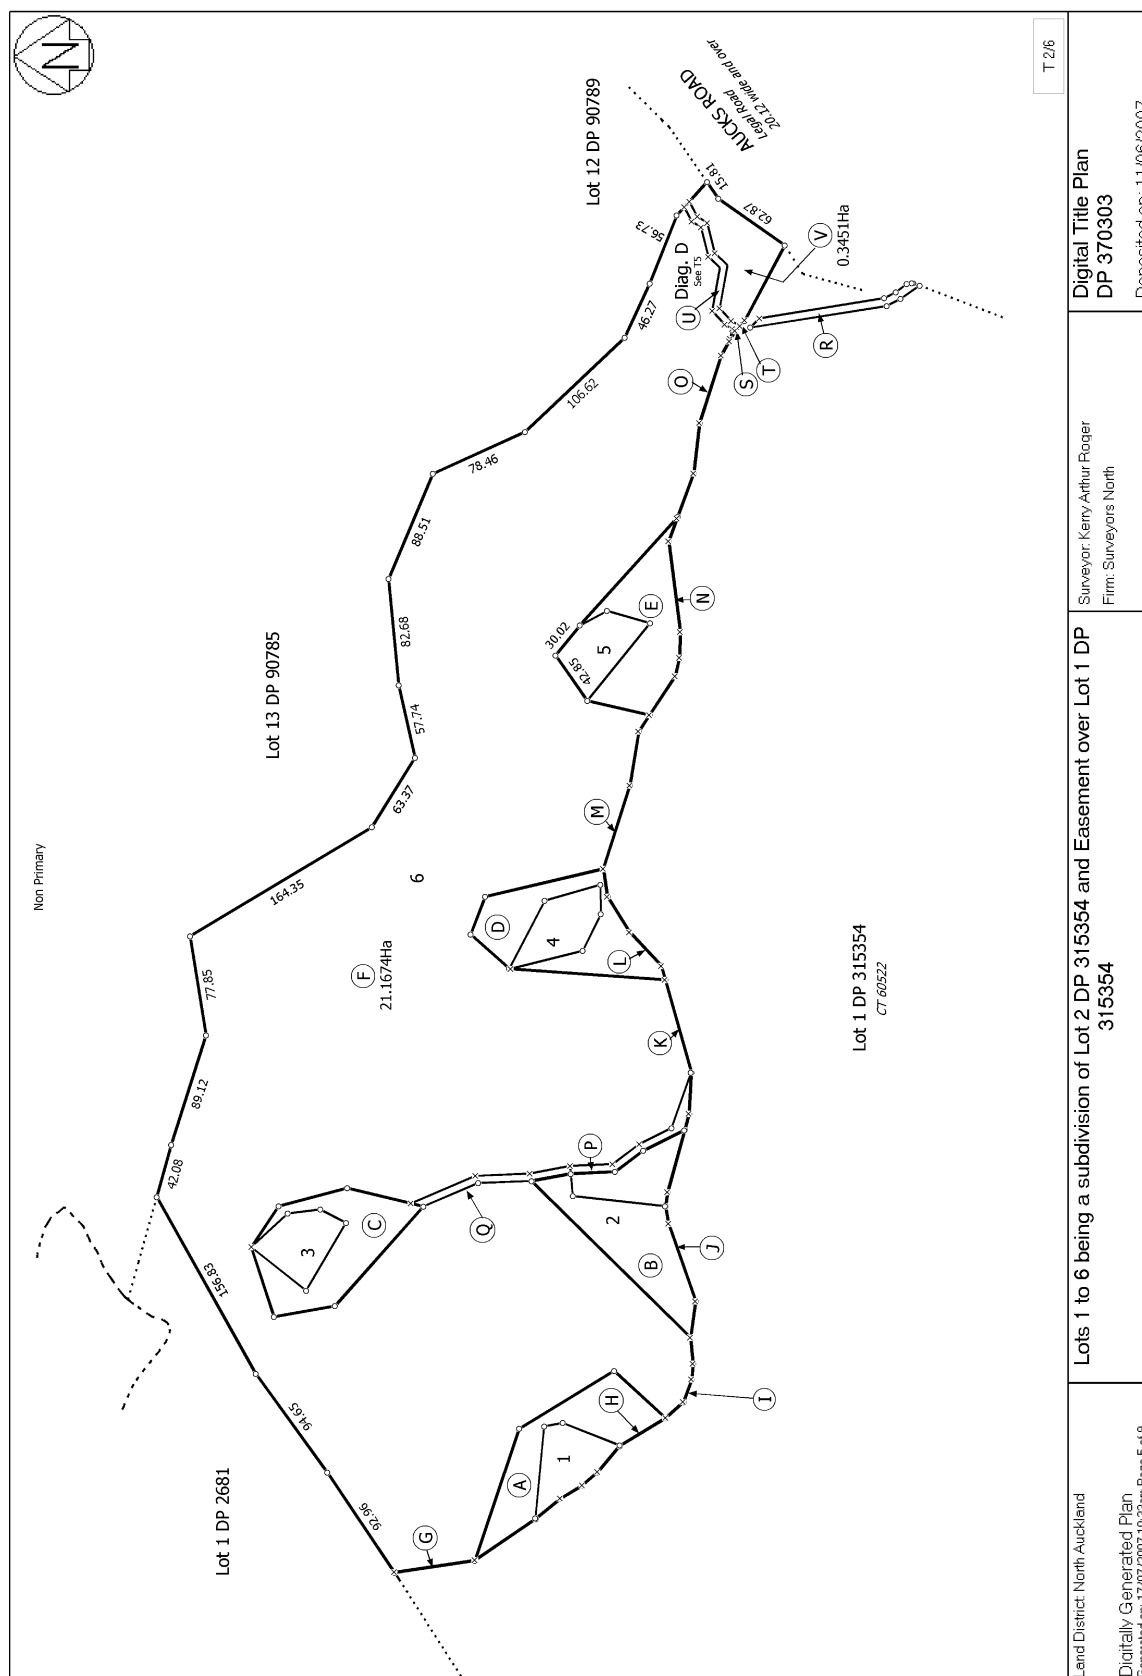 N
Non Primary
Lot 1 DP 2681
Lot 13 DP 90785
Lot 12 DP 90789
AUCKS ROAD
Legal Road
20.12 wide and over
92.96
94.65
156.83
42.08
89.12
77.85
164.35
63.37
57.74
82.68
88.51
78.46
106.62
46.27
56.73
15.81
62.87
Diag. D
See T5
V
0.3451Ha
U
O
S
T
R
F
21.1674Ha
6
G
A
1
H
I
3
C
Q
P
2
B
J
K
D
4
L
M
30.02
42.85
5
E
N
Lot 1 DP 315354
CT 60522
T 2/6
Land District: North Auckland
Digitally Generated Plan
Lots 1 to 6 being a subdivision of Lot 2 DP 315354 and Easement over Lot 1 DP
315354
Surveyor: Kerry Arthur Roger
Firm: Surveyors North
Digital Title Plan
DP 370303
Deposited on: 11/06/2007